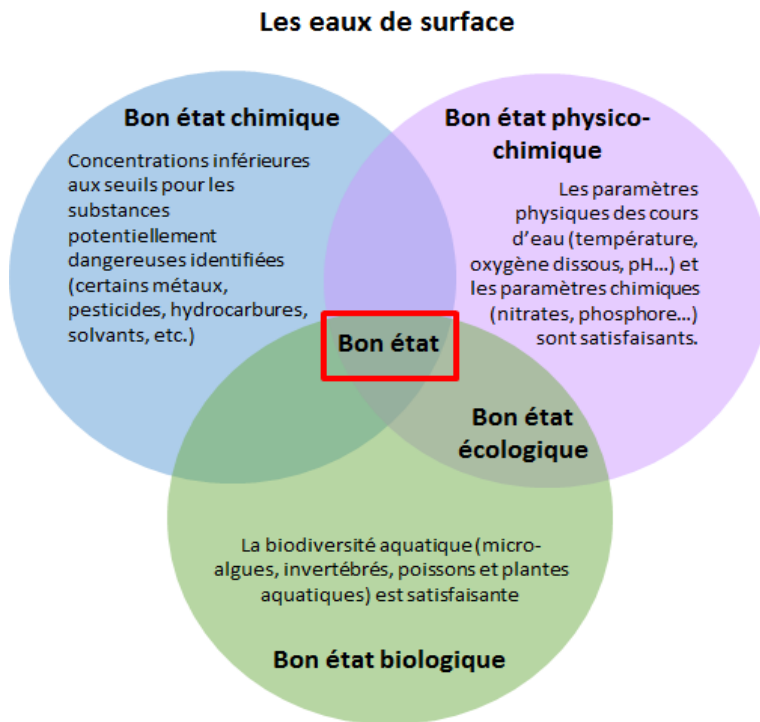 Les eaux de surface
Bon état chimique
Concentrations inférieures
aux seuils pour les
substances
potentiellement
dangereuses identifiées
(certains métaux,
pesticides, hydrocarbures,
solvants, etc.)
Bon état physico-
chimique
Les paramètres
physiques des cours
d’eau (température,
oxygène dissous, pH…) et
les paramètres chimiques
(nitrates, phosphore…)
sont satisfaisants.
Bon état
Bon état
écologique
La biodiversité aquatique (micro-
algues, invertébrés, poissons et plantes
aquatiques) est satisfaisante
Bon état biologique